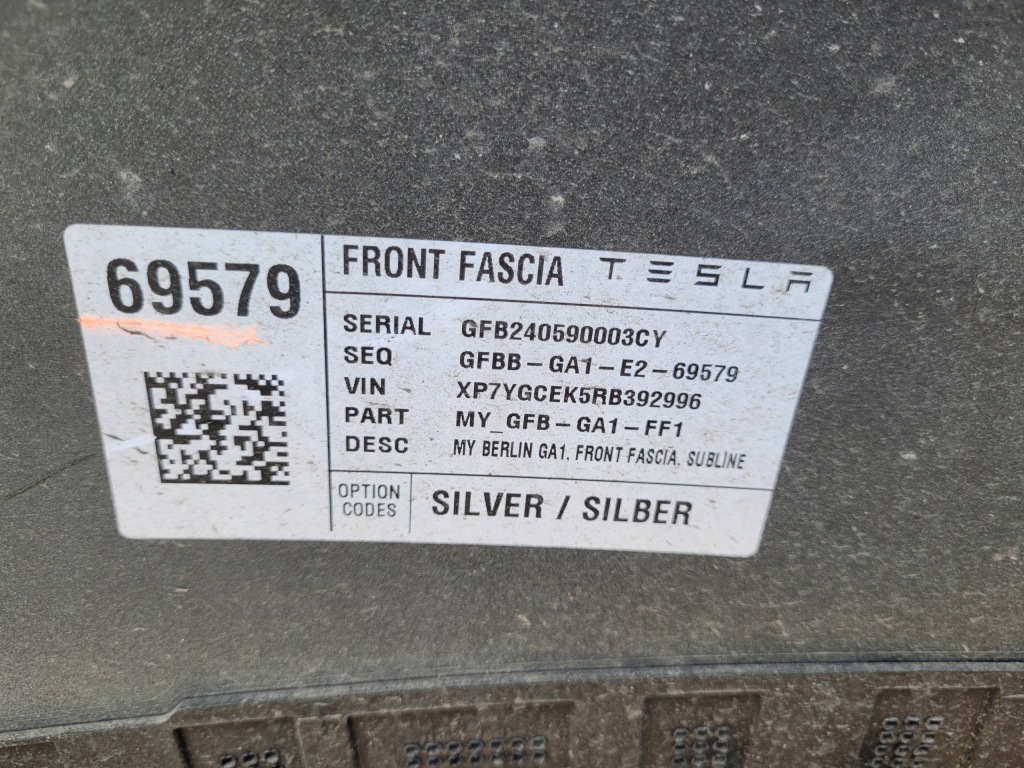 69579
FRONT FASCIA TESLA
SERIAL GFB240590003CY
SEQ GFBB-GA1-E2-69579
VIN XP7YGCEK5RB392996
PART MY_GFB-GA1-FF1
DESC MY BERLIN GA1, FRONT FASCIA, SUBLINE
OPTION CODES SILVER / SILBER